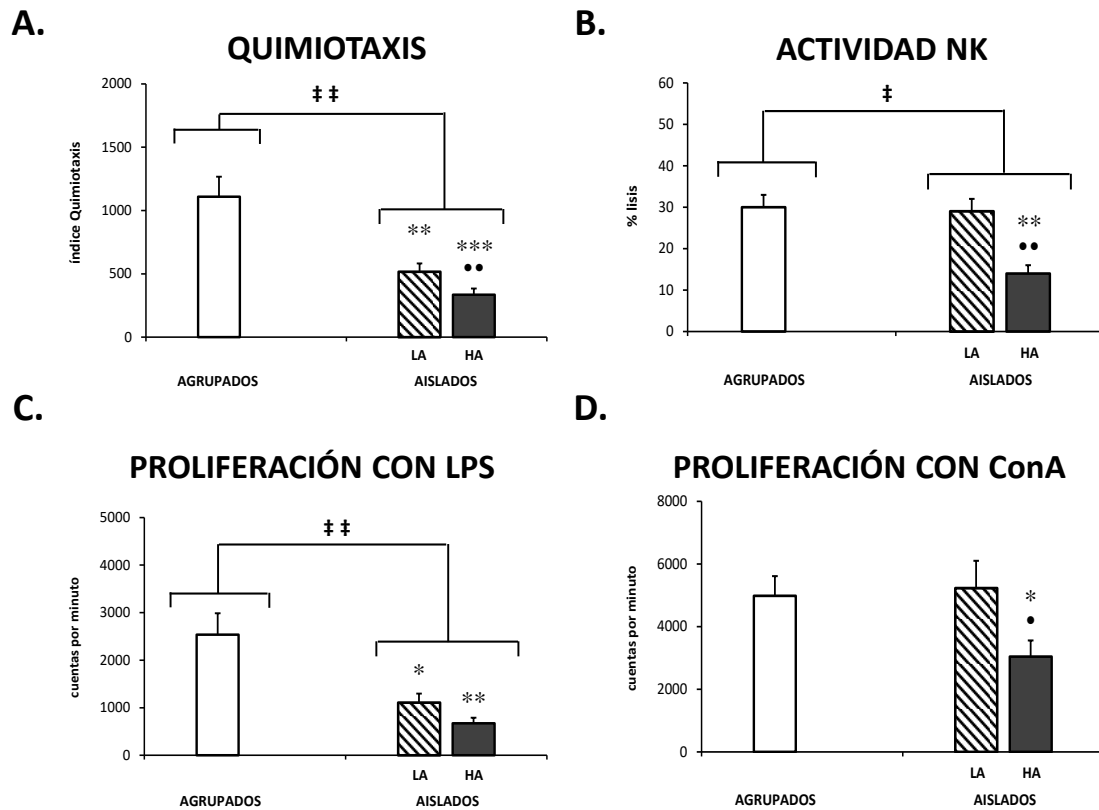 A.
QUIMIOTAXIS
índice Quimiotaxis
2000
1500
1000
500
0
‡ ‡
**
***
••
LA
HA
AGRUPADOS
AISLADOS
B.
ACTIVIDAD NK
% lisis
60
50
40
30
20
10
0
‡
**
••
LA
HA
AGRUPADOS
AISLADOS
C.
PROLIFERACIÓN CON LPS
cuentas por minuto
5000
4000
3000
2000
1000
0
‡ ‡
*
**
LA
HA
AGRUPADOS
AISLADOS
D.
PROLIFERACIÓN CON ConA
cuentas por minuto
8000
6000
4000
2000
0
*
•
LA
HA
AGRUPADOS
AISLADOS